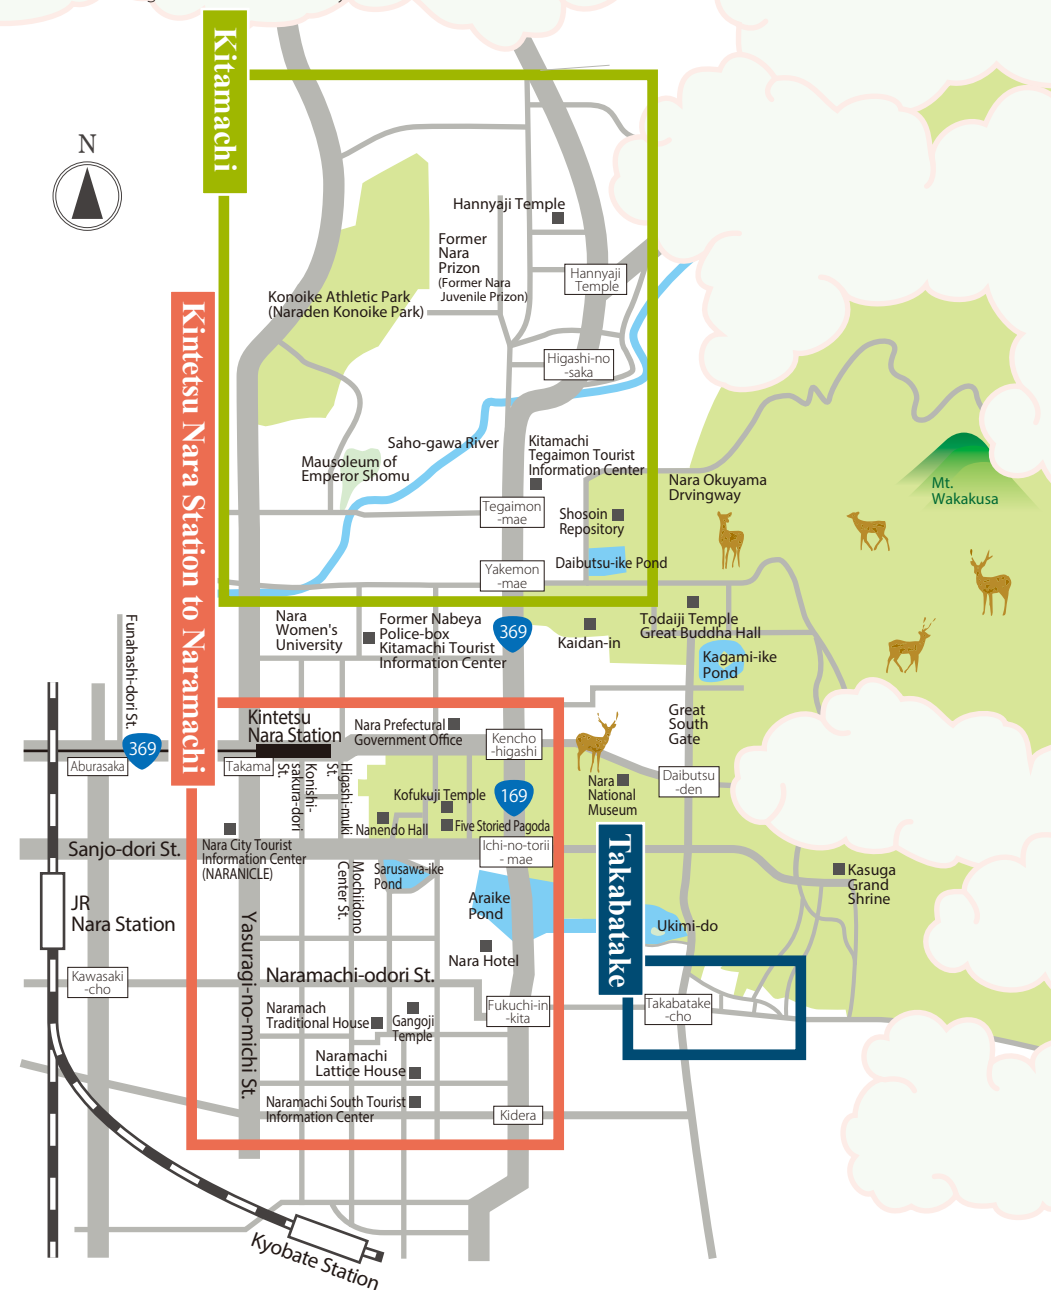 Kitamachi
N
Hannyaji Temple
Former
Nara
Prizon
(Former Nara
Juvenile Prizon)
Hannyaji
Temple
Konoike Athletic Park
(Naraden Konoike Park)
Kintetsu Nara Station to Naramachi
Higashi-no
-saka
Saho-gawa River
Kitamachi
Tegaimon Tourist
Information Center
Mausoleum of
Emperor Shomu
Nara Okuyama
Drvingway
Mt.
Wakakusa
Tegaimon
-mae
Shosoin
Repository
Daibutsu-ike Pond
Yakemon
-mae
Nara
Women's
University
Former Nabeya
Police-box
Kitamachi Tourist
Information Center
369
Kaidan-in
Todaiji Temple
Great Buddha Hall
Kagami-ike
Pond
Funahashi-dori St.
Great
South
Gate
Kintetsu
Nara Station
Nara Prefectural
Government Office
Kencho
-higashi
369
Aburasaka
Takama
Konishi-
sakura-dori
St.
Higashi-muki
St.
Kofukuji Temple
169
Nara
National
Museum
Daibutsu
-den
Nanendo Hall
Five Storied Pagoda
Sanjo-dori St.
Nara City Tourist
Information Center
(NARANICLE)
Ichi-no-torii
- mae
Takabatake
Mochiidono
Center St.
Sarusawa-ike
Pond
Kasuga
Grand
Shrine
JR
Nara Station
Araike
Pond
Ukimi-do
Yasuragi-no-michi St.
Nara Hotel
Kawasaki
-cho
Naramachi-odori St.
Fukuchi-in
-kita
Takabatake
-cho
Naramach
Traditional House
Gangoji
Temple
Naramachi
Lattice House
Naramachi South Tourist
Information Center
Kidera
Kyobate Station